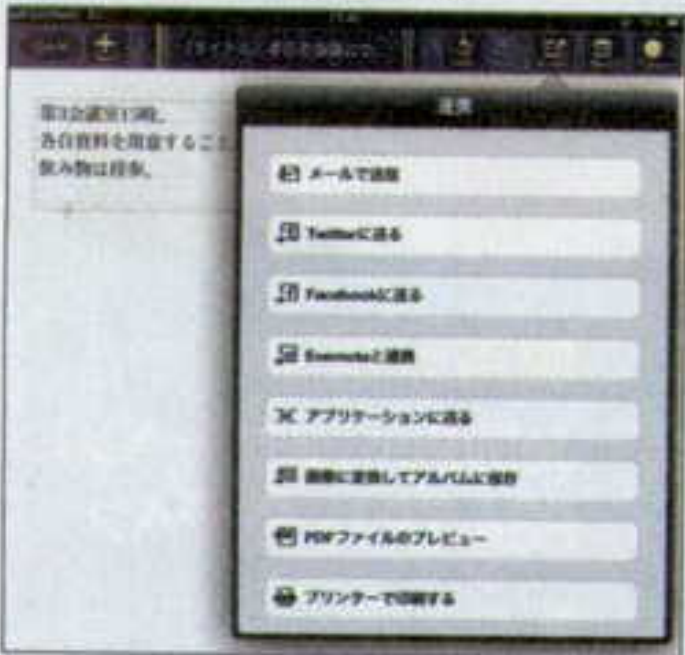 第3会議室15時。
各自資料を用意すること
飲み物は持参。
メールで送信
Twitterに送る
Facebookに送る
Evernoteと連携
アプリケーションに送る
画像に変換してアルバムに保存
PDFファイルのプレビュー
プリンターで印刷する